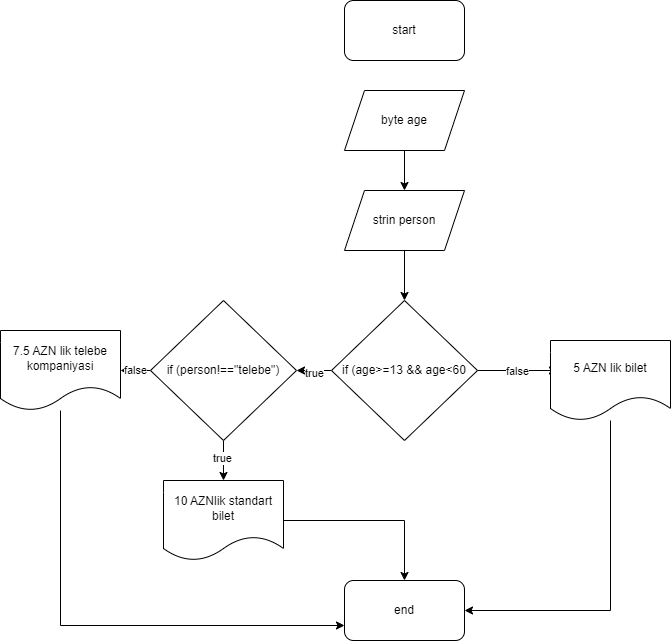 start
byte age
strin person
if (age>=13 && age<60
true
false
if (person!=="telebe")
false
true
7.5 AZN lik telebe
kompaniyasi
5 AZN lik bilet
10 AZNlik standart
bilet
end